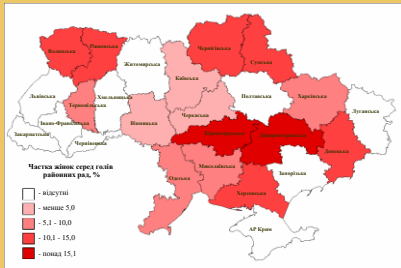 Волинська
Рівненська
Житомирська
Чернігівська
Сумська
Київська
Львівська
Тернопільська
Хмельницька
Полтавська
Харківська
Луганська
Івано-Франківська
Закарпатська
Чернівецька
Вінницька
Черкаська
Донецька
Запорізька
Одеська
Миколаївська
Херсонська
АР Крим
Частка жінок серед голів
районних рад, %
- відсутні
- менше 5,0
- 5,1 - 10,0
- 10,1 - 15,0
- понад 15,1